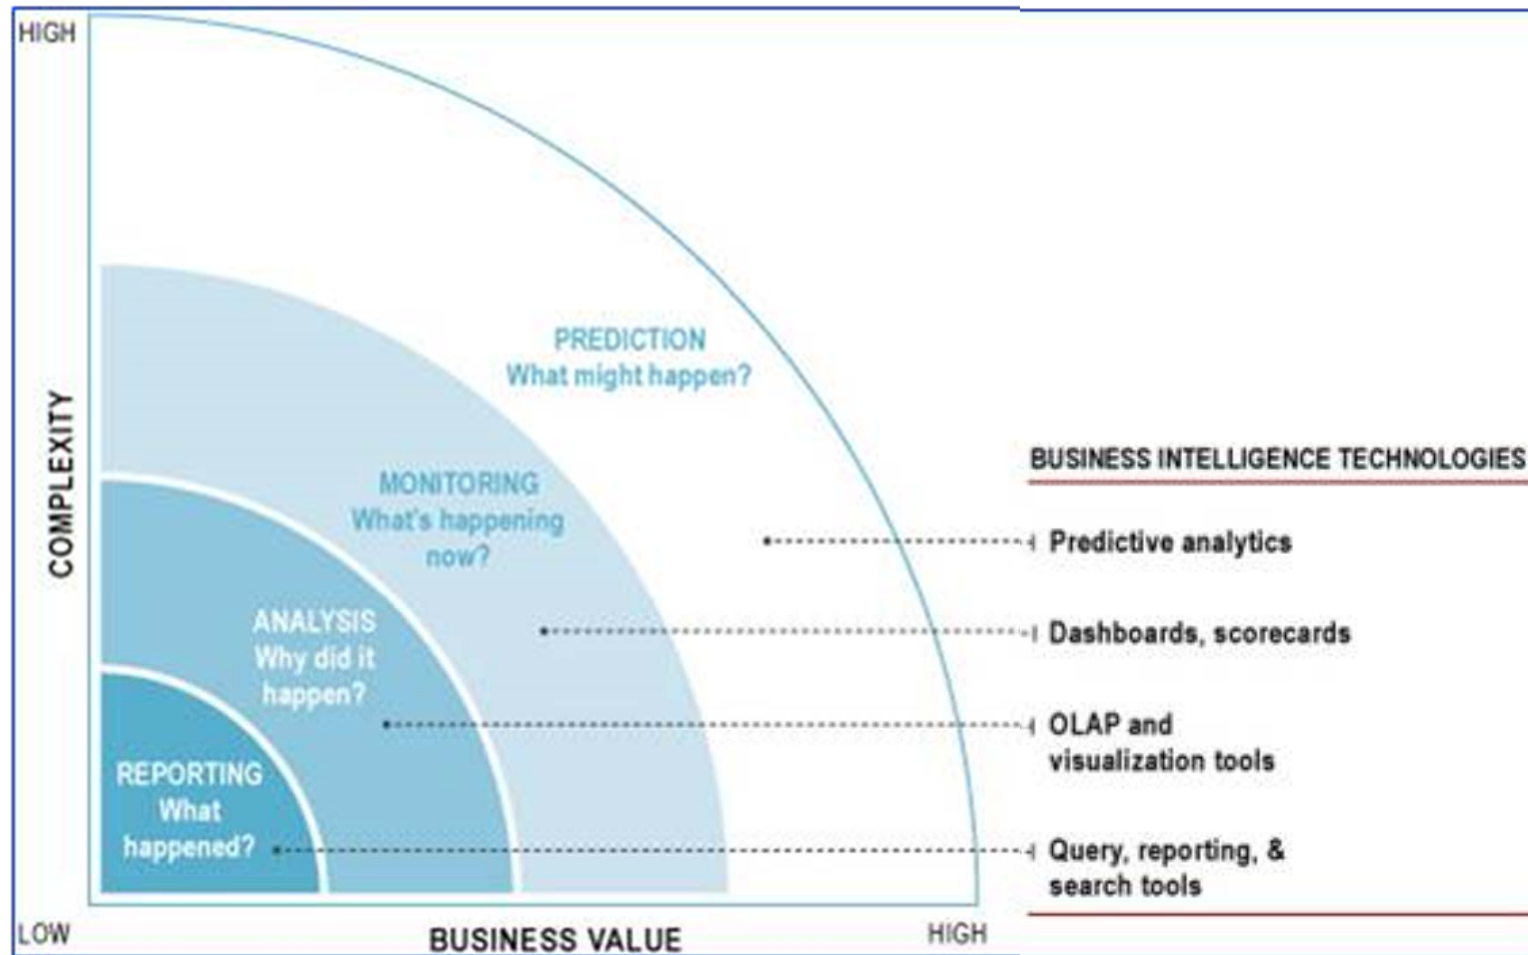 HIGH
COMPLEXITY
PREDICTION
What might happen?
MONITORING
What's happening
now?
ANALYSIS
Why did it
happen?
REPORTING
What
happened?
BUSINESS INTELLIGENCE TECHNOLOGIES
Predictive analytics
Dashboards, scorecards
OLAP and
visualization tools
Query, reporting, &
search tools
LOW
BUSINESS VALUE
HIGH